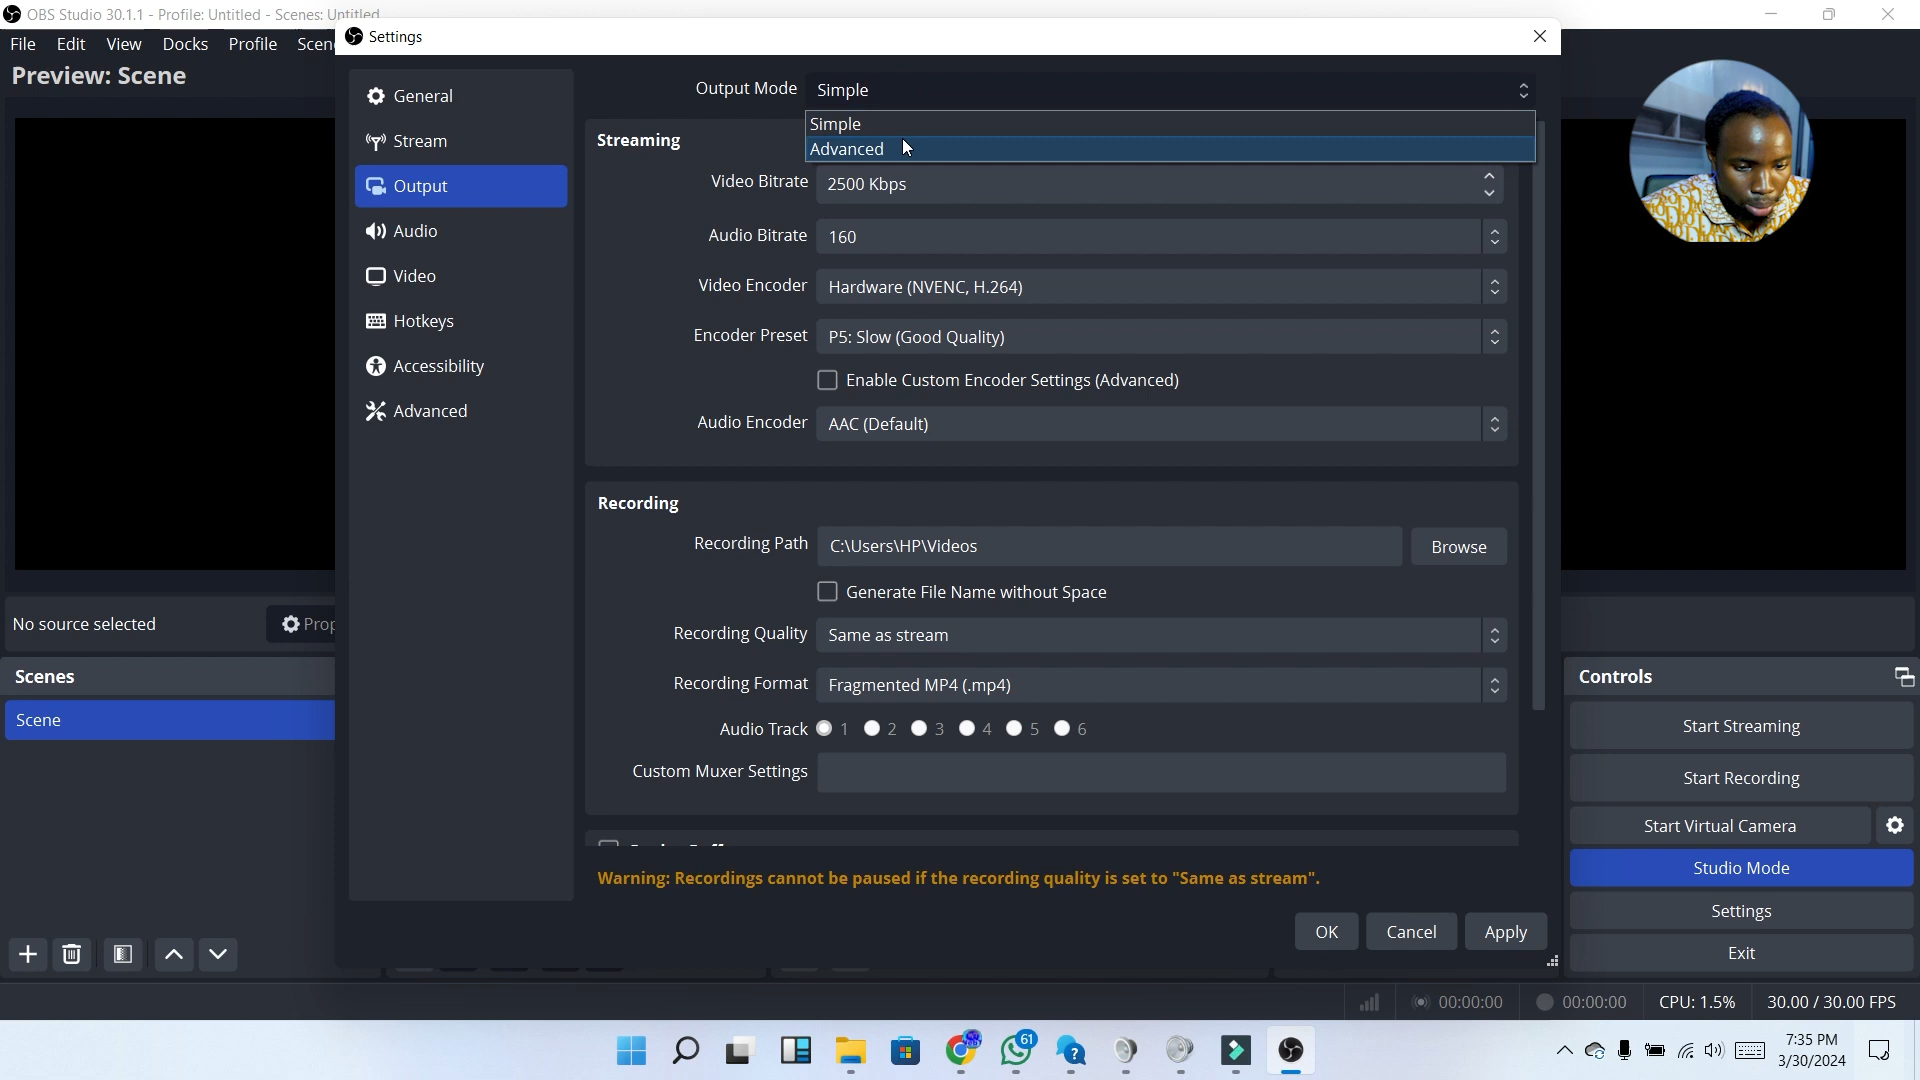 OBS Studio 30.1.1 - Profile: Untitled - Scenes: Untitled
File Edit View Docks Profile
Preview: Scene
Settings
General
Stream
Output
Audio
Video
Hotkeys
Accessibility
Advanced
Output Mode Simple
Simple
Advanced
Streaming
Video Bitrate 2500 Kbps
Audio Bitrate 160
Video Encoder Hardware (NVENC, H.264)
Encoder Preset P5: Slow (Good Quality)
Enable Custom Encoder Settings (Advanced)
Audio Encoder AAC (Default)
Recording
Recording Path C:\Users\HP\Videos Browse
Generate File Name without Space
Recording Quality Same as stream
Recording Format Fragmented MP4 (.mp4)
Audio Track 1 2 3 4 5 6
Custom Muxer Settings
Warning: Recordings cannot be paused if the recording quality is set to "Same as stream".
OK Cancel Apply
No source selected
Scenes
Scene
Controls
Start Streaming
Start Recording
Start Virtual Camera
Studio Mode
Settings
Exit
00:00:00 00:00:00 CPU: 1.5% 30.00 / 30.00 FPS
61
7:35 PM
3/30/2024